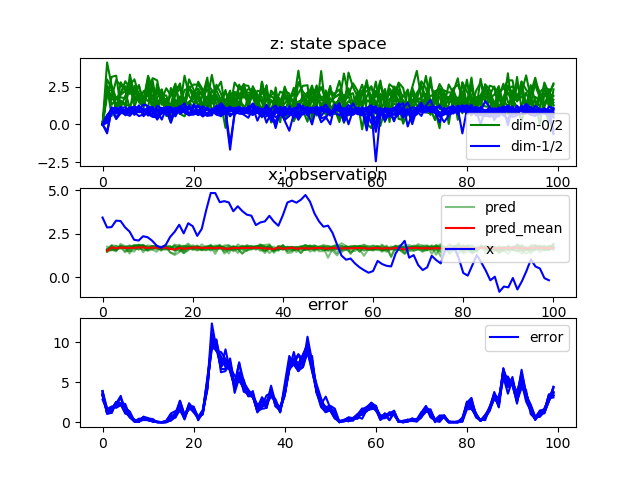 z: state space
2.5
0.0
−2.5
dim-0/2
dim-1/2
0 20 40 60 80 100
x: observation
5.0
2.5
0.0
pred
pred_mean
x
0 20 40 60 80 100
error
10
5
0
error
0 20 40 60 80 100